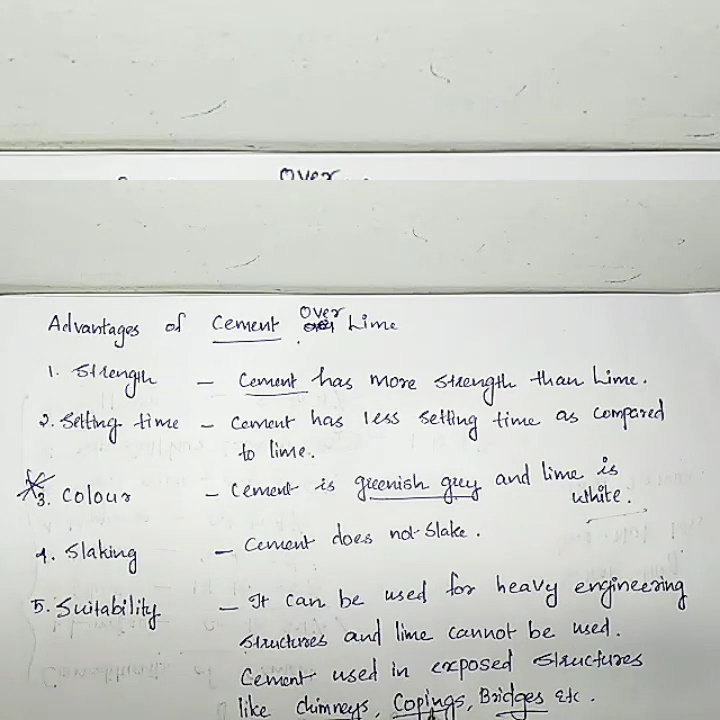 Over
Advantages of Cement Over Lime
1. Strength - Cement has more strength than Lime.
2. Setting time - Cement has less setting time as compared
to lime.
3. Colour - Cement is greenish grey and lime is
white.
4. Slaking - Cement does not slake.
5. Suitability - It can be used for heavy engineering
structures and lime cannot be used.
Cement used in exposed structures
like chimneys, Copings, Bridges etc.